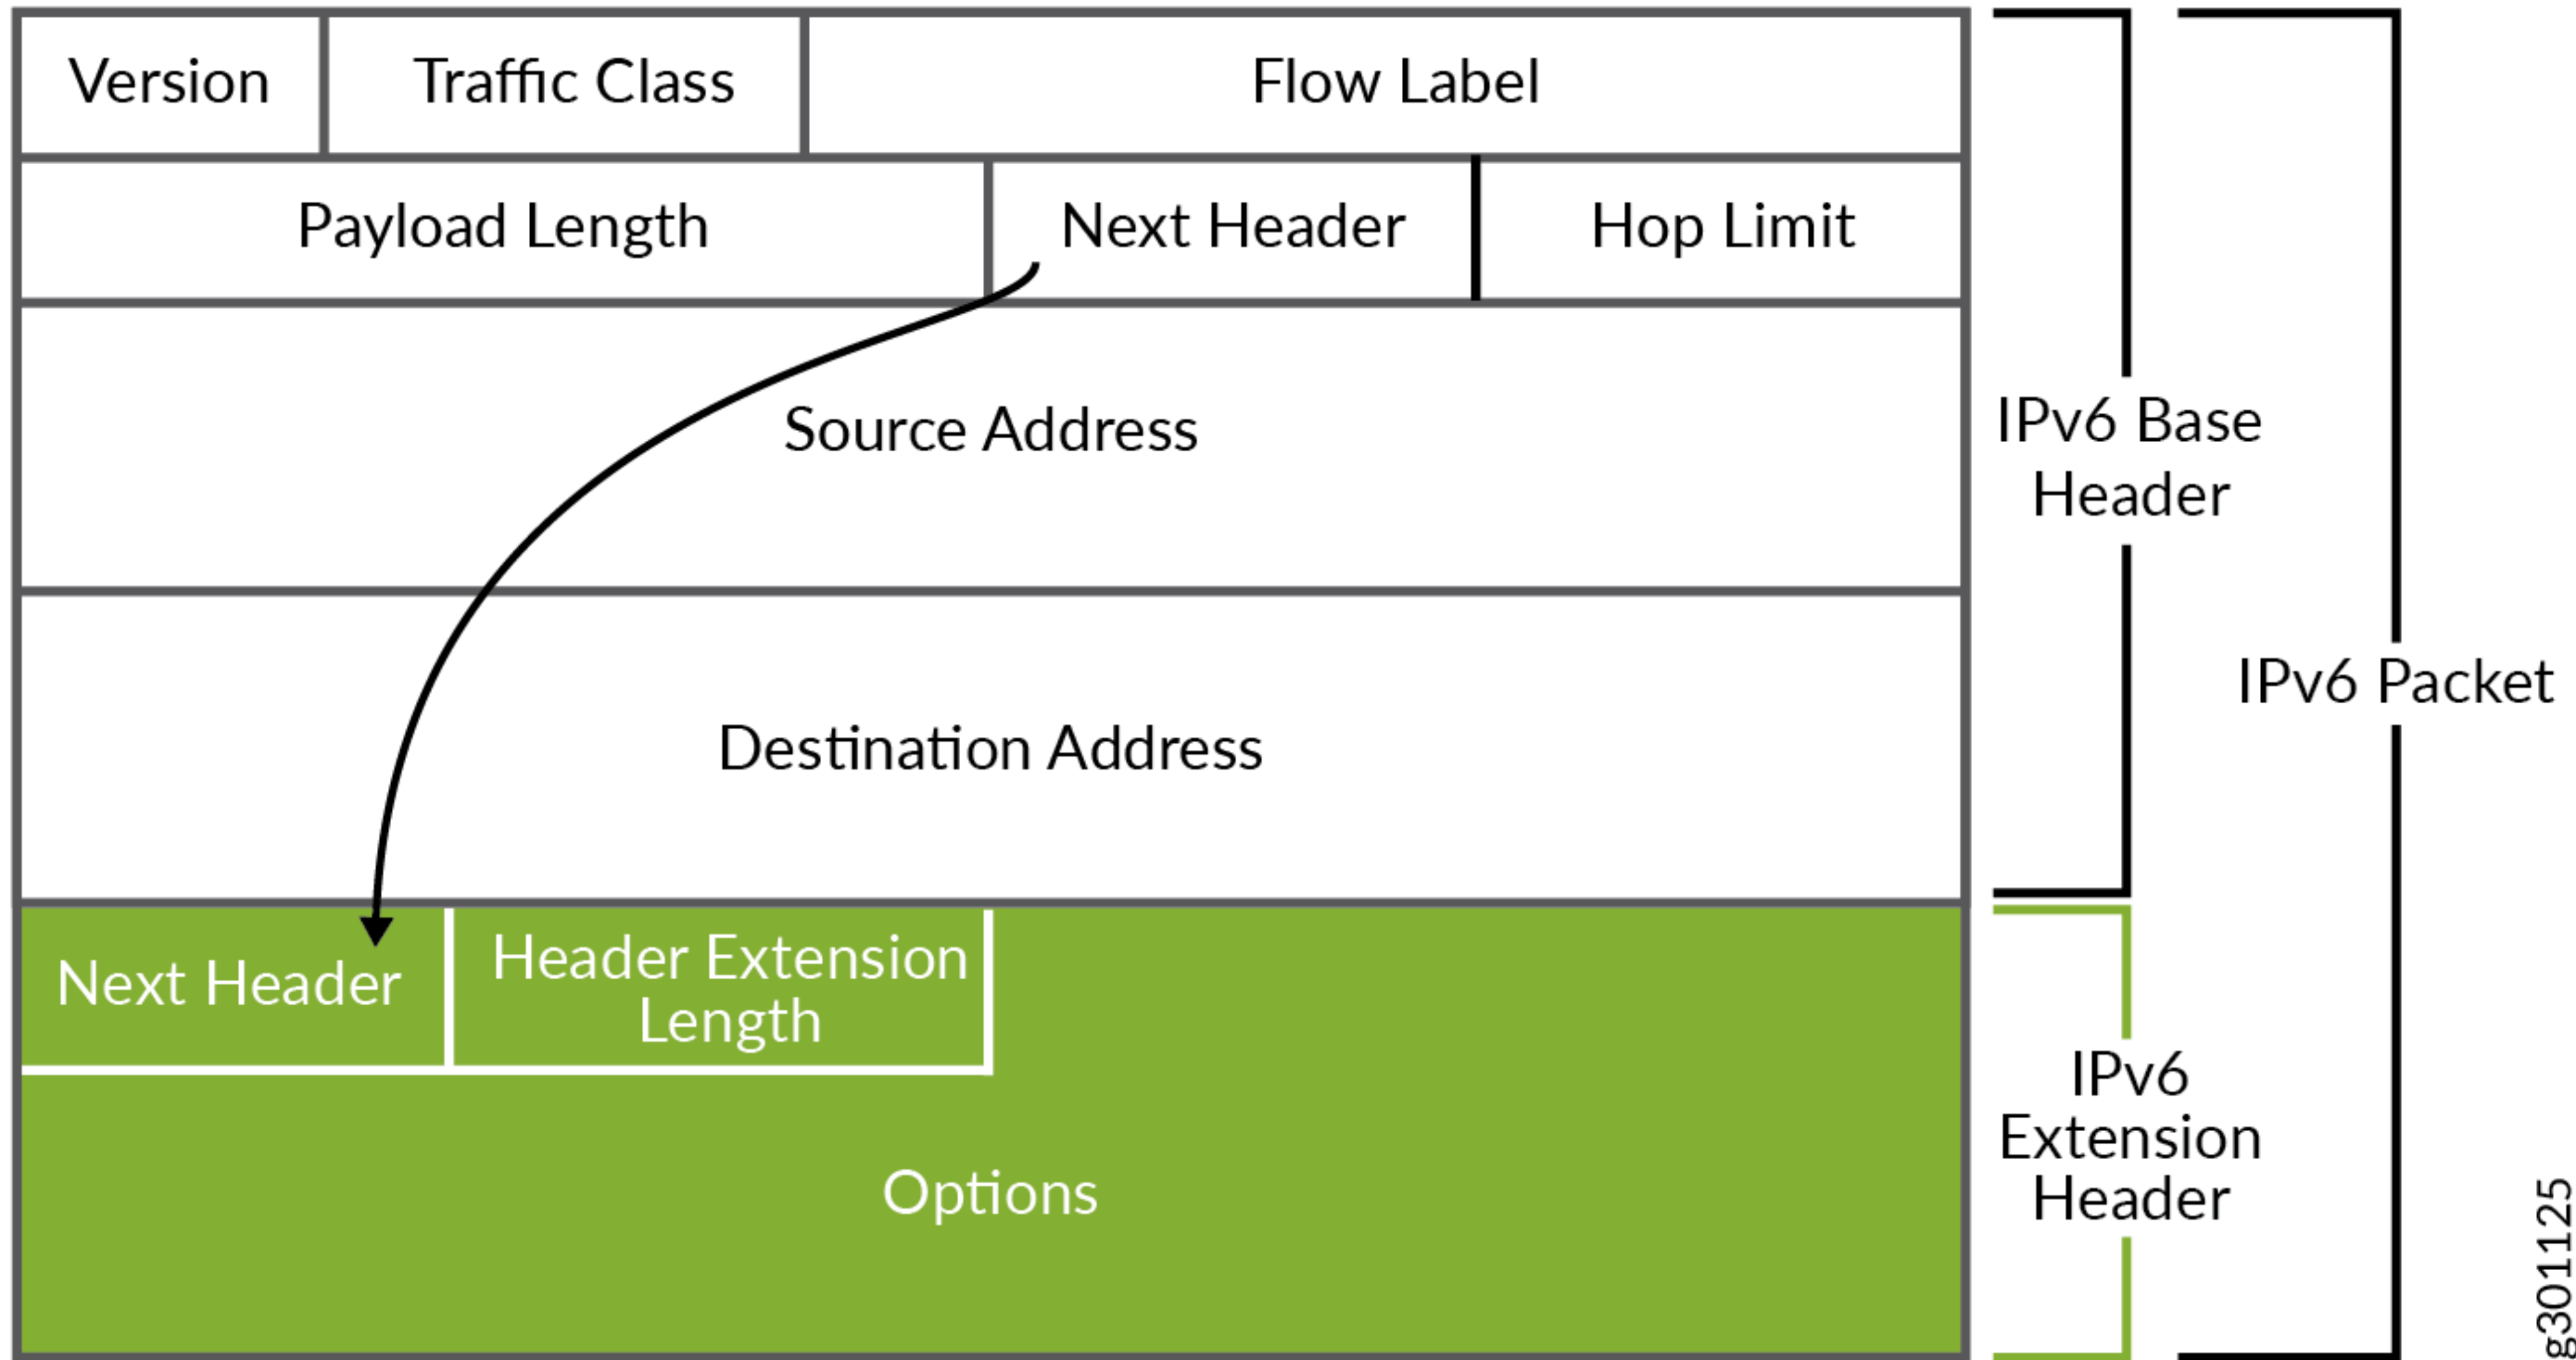 Version
Traffic Class
Flow Label
Payload Length
Next Header
Hop Limit
Source Address
IPv6 Base
Header
IPv6 Packet
Destination Address
Next Header
Header Extension
Length
Options
IPv6
Extension
Header
g301125